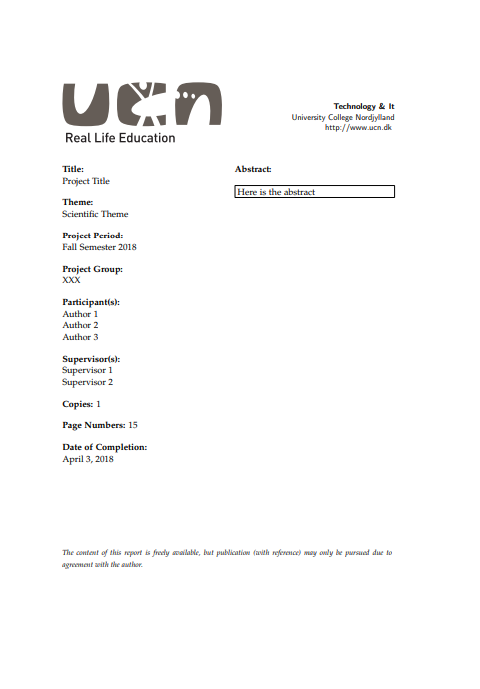 ucn
Real Life Education
Technology & It
University College Nordjylland
http://www.ucn.dk
Title:
Project Title
Theme:
Scientific Theme
Project Period:
Fall Semester 2018
Project Group:
XXX
Participant(s):
Author 1
Author 2
Author 3
Supervisor(s):
Supervisor 1
Supervisor 2
Copies: 1
Page Numbers: 15
Date of Completion:
April 3, 2018
Abstract:
Here is the abstract
The content of this report is freely available, but publication (with reference) may only be pursued due to
agreement with the author.